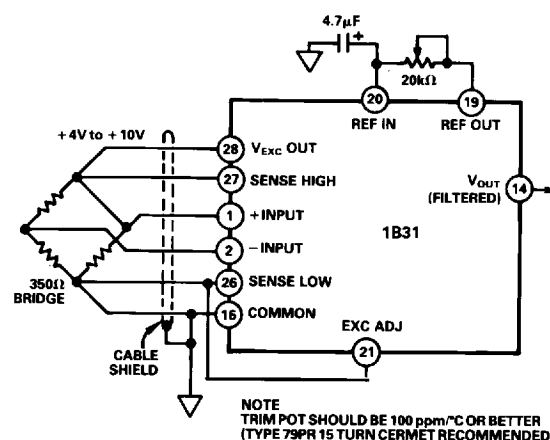 4.7µF
+
20kΩ
20
19
REF IN
REF OUT
+4V to +10V
28
V_EXC OUT
27
SENSE HIGH
1
+INPUT
2
−INPUT
26
SENSE LOW
16
COMMON
350Ω
BRIDGE
CABLE
SHIELD
1B31
V_OUT
(FILTERED)
14
EXC ADJ
21
NOTE
TRIM POT SHOULD BE 100 ppm/°C OR BETTER
(TYPE 79PR 15 TURN CERMET RECOMMENDED